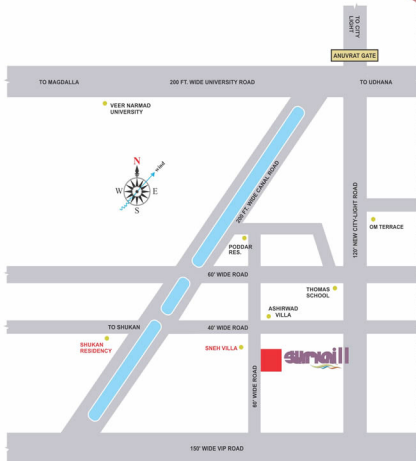 TO CITY
LIGHT
ANUVRAT GATE
TO MAGDALLA
200 FT. WIDE UNIVERSITY ROAD
TO UDHANA
VEER NARMAD
UNIVERSITY
N
wind
W
E
S
200 FT. WIDE CANAL ROAD
120' NEW CITY-LIGHT ROAD
OM TERRACE
PODDAR
RES.
60' WIDE ROAD
THOMAS
SCHOOL
ASHIRWAD
VILLA
TO SHUKAN
40' WIDE ROAD
SHUKAN
RESIDENCY
SNEH VILLA
60' WIDE ROAD
150' WIDE VIP ROAD